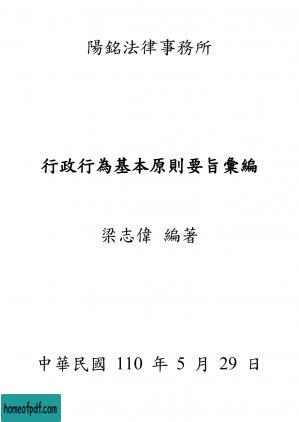 陽銘法律事務所
行政行為基本原則要旨彙編
梁志偉 編著
中華民國 110 年 5 月 29 日
homeofpdf.com